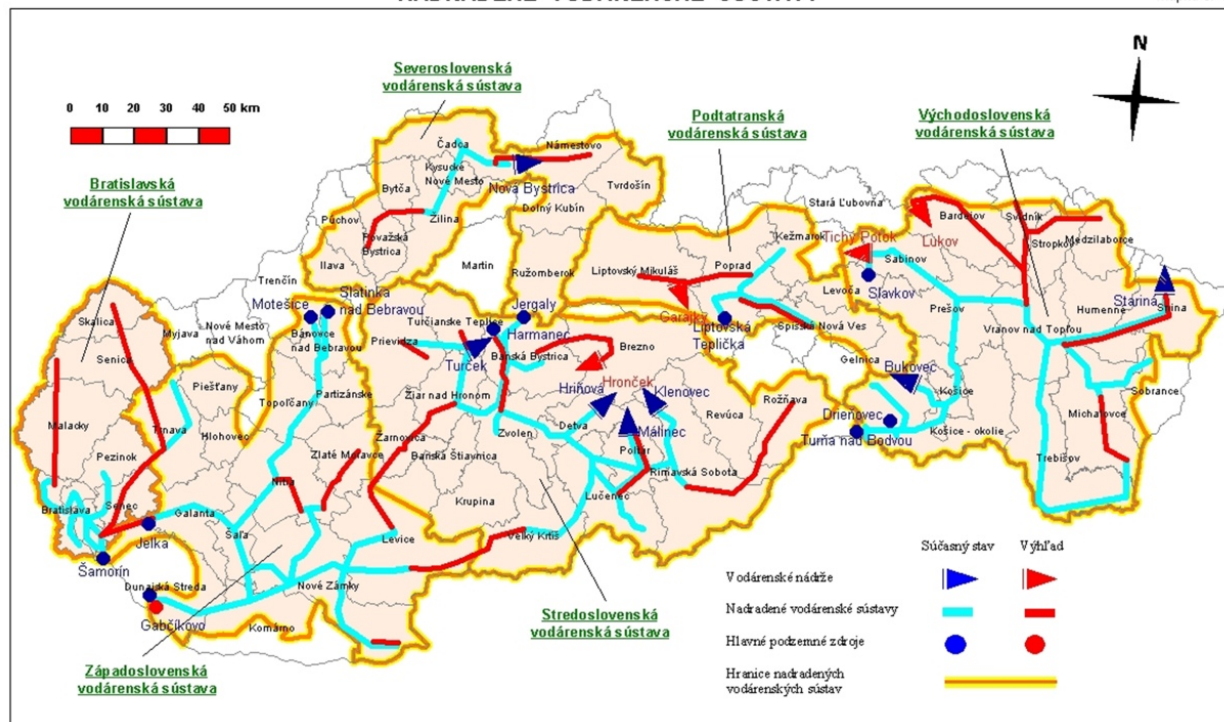 N
0 10 20 30 40 50 km
Severoslovenská
vodárenská sústava
Podtatranská
vodárenská sústava
Východoslovenská
vodárenská sústava
Bratislavská
vodárenská sústava
Čadca
Kysucké
Nové Mesto
Námestovo
Nová Bystrica
Tvrdošín
Bytča
Dolný Kubín
Púchov
Žilina
Považská
Bystrica
Ilava
Martin
Ružomberok
Liptovský Mikuláš
Poprad
Kežmarok
Stará Ľubovňa
Tichý Potok
Lukov
Bardejov
Svidník
Stropkov
Medzilaborce
Sabinov
Levoča
Slavkov
Prešov
Starina
Snina
Humenné
Vranov nad Topľou
Trenčín
Motešice
Slatinka
nad Bebravou
Jergaly
Harmanec
Garajky
Liptovská
Teplička
Spišská Nová Ves
Gelnica
Skalica
Myjava
Nové Mesto
nad Váhom
Bánovce
nad Bebravou
Turčianske Teplice
Prievidza
Turček
Banská Bystrica
Brezno
Hronček
Bukovec
Košice
Sobrance
Senica
Piešťany
Topoľčany
Partizánske
Žiar nad Hronom
Hriňová
Klenovec
Málinec
Revúca
Rožňava
Drienovec
Turňa nad Bodvou
Košice - okolie
Michalovce
Trebišov
Malacky
Trnava
Hlohovec
Zlaté Moravce
Žarnovica
Banská Štiavnica
Zvolen
Detva
Poltár
Rimavská Sobota
Pezinok
Nitra
Krupina
Lučenec
Bratislava
Senec
Galanta
Šaľa
Levice
Veľký Krtíš
Jelka
Šamorín
Dunajská Streda
Nové Zámky
Gabčíkovo
Komárno
Stredoslovenská
vodárenská sústava
Západoslovenská
vodárenská sústava
Súčasný stav Výhľad
Vodárenské nádrže
Nadradené vodárenské sústavy
Hlavné podzemné zdroje
Hranice nadradených
vodárenských sústav